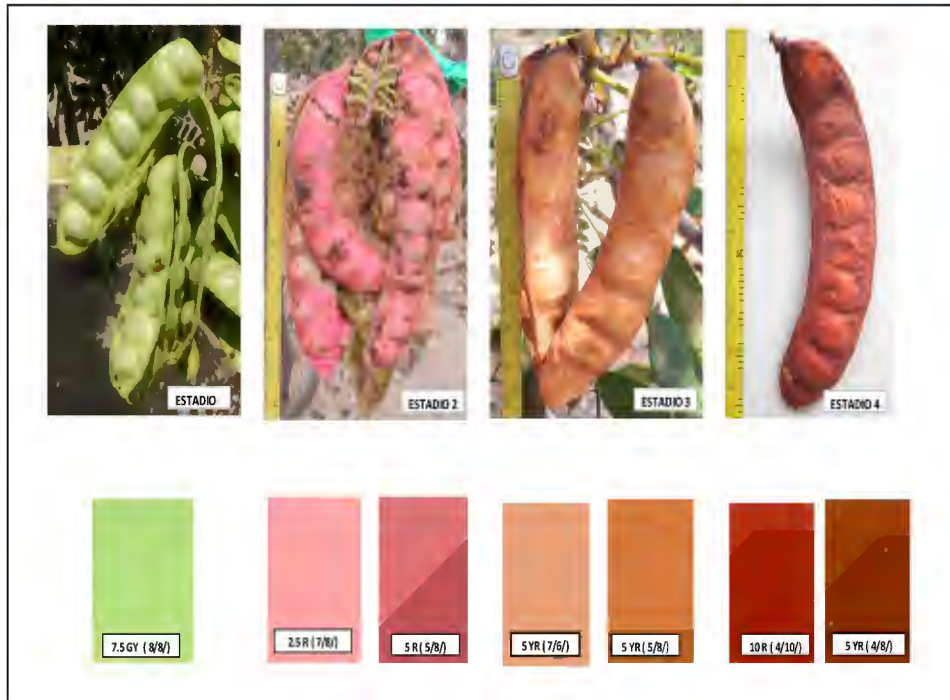 ESTADIO
ESTADIO 2
ESTADIO 3
ESTADIO 4
7.5 GY ( 8/8/)
2.5 R ( 7/8/)
5 R ( 5/8/)
5 YR ( 7/6/)
5 YR ( 5/8/)
10 R ( 4/10/)
5 YR ( 4/8/)